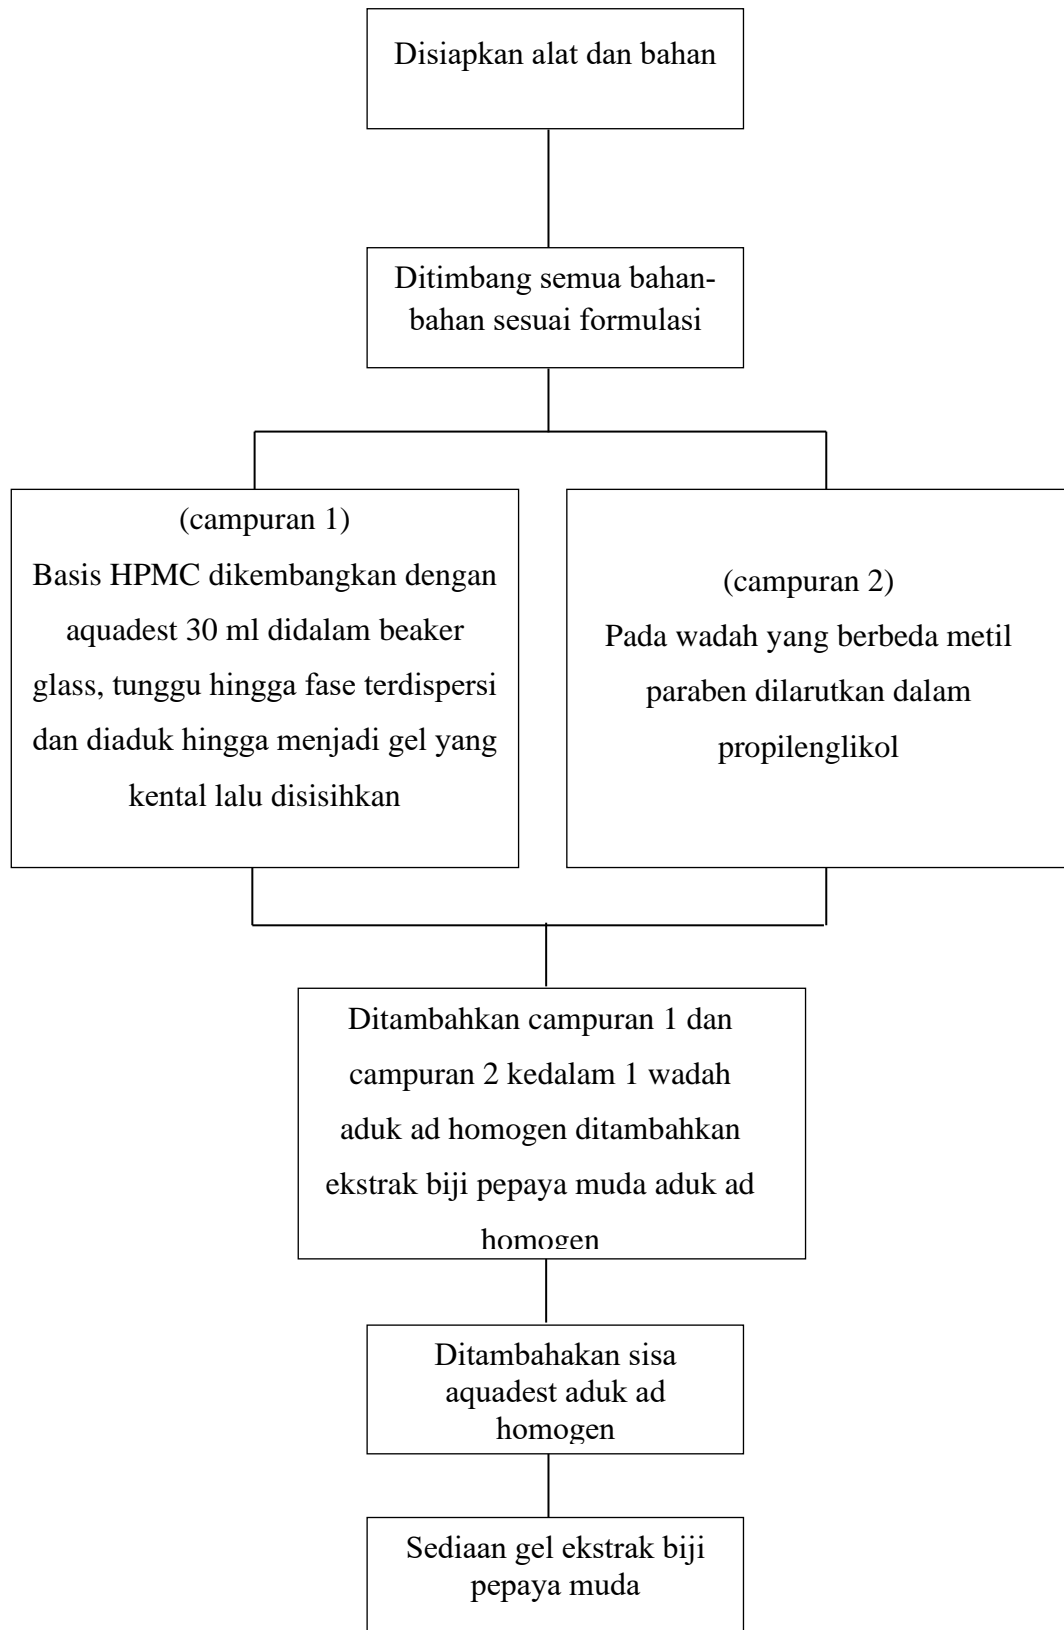 Disiapkan alat dan bahan
Ditimbang semua bahan-
bahan sesuai formulasi
(campuran 1)
Basis HPMC dikembangkan dengan
aquadest 30 ml didalam beaker
glass, tunggu hingga fase terdispersi
dan diaduk hingga menjadi gel yang
kental lalu disisihkan
(campuran 2)
Pada wadah yang berbeda metil
paraben dilarutkan dalam
propilenglikol
Ditambahkan campuran 1 dan
campuran 2 kedalam 1 wadah
aduk ad homogen ditambahkan
ekstrak biji pepaya muda aduk ad
homogen
Ditambahakan sisa
aquadest aduk ad
homogen
Sediaan gel ekstrak biji
pepaya muda